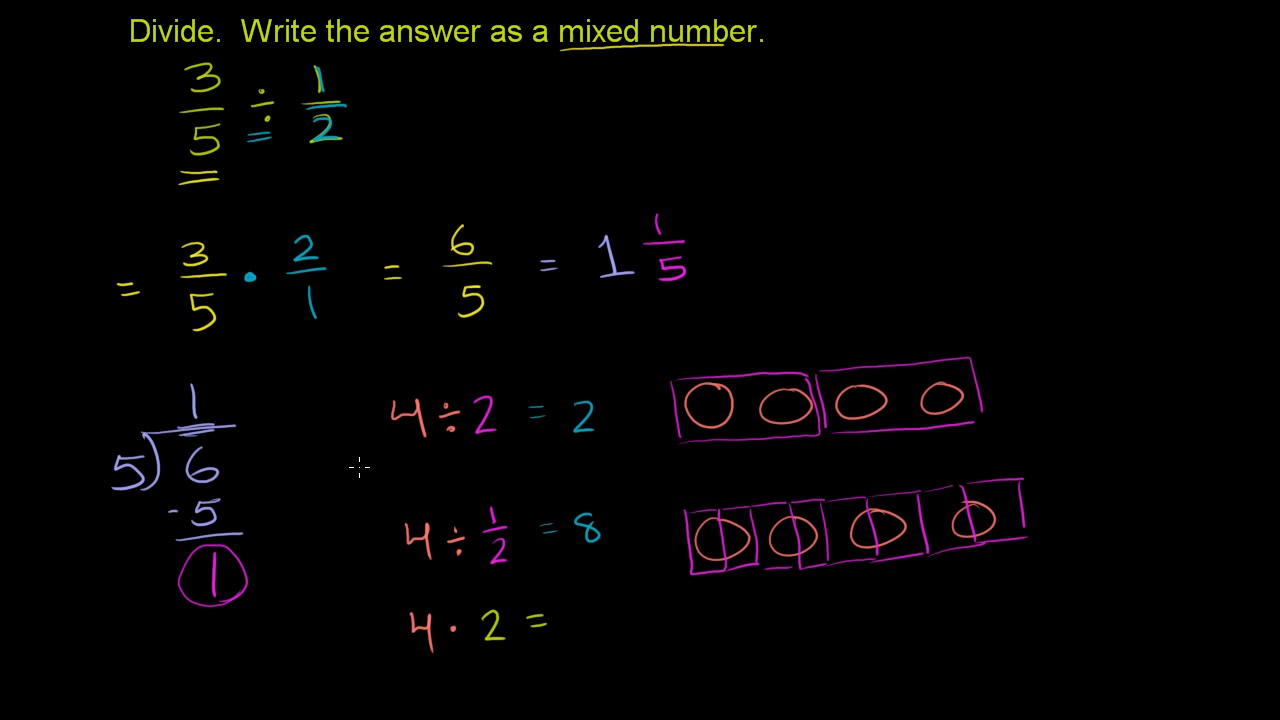 Divide. Write the answer as a mixed number.
3/5 ÷ 1/2
= 3/5 · 2/1 = 6/5 = 1 1/5
1
5)6
-5
1
4 ÷ 2 = 2
4 ÷ 1/2 = 8
4 · 2 =